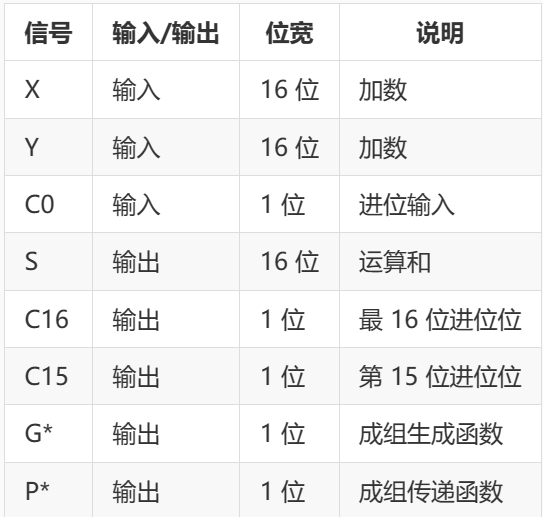 信号 输入/输出 位宽 说明
X 输入 16 位 加数
Y 输入 16 位 加数
C0 输入 1 位 进位输入
S 输出 16 位 运算和
C16 输出 1 位 最 16 位进位位
C15 输出 1 位 第 15 位进位位
G* 输出 1 位 成组生成函数
P* 输出 1 位 成组传递函数